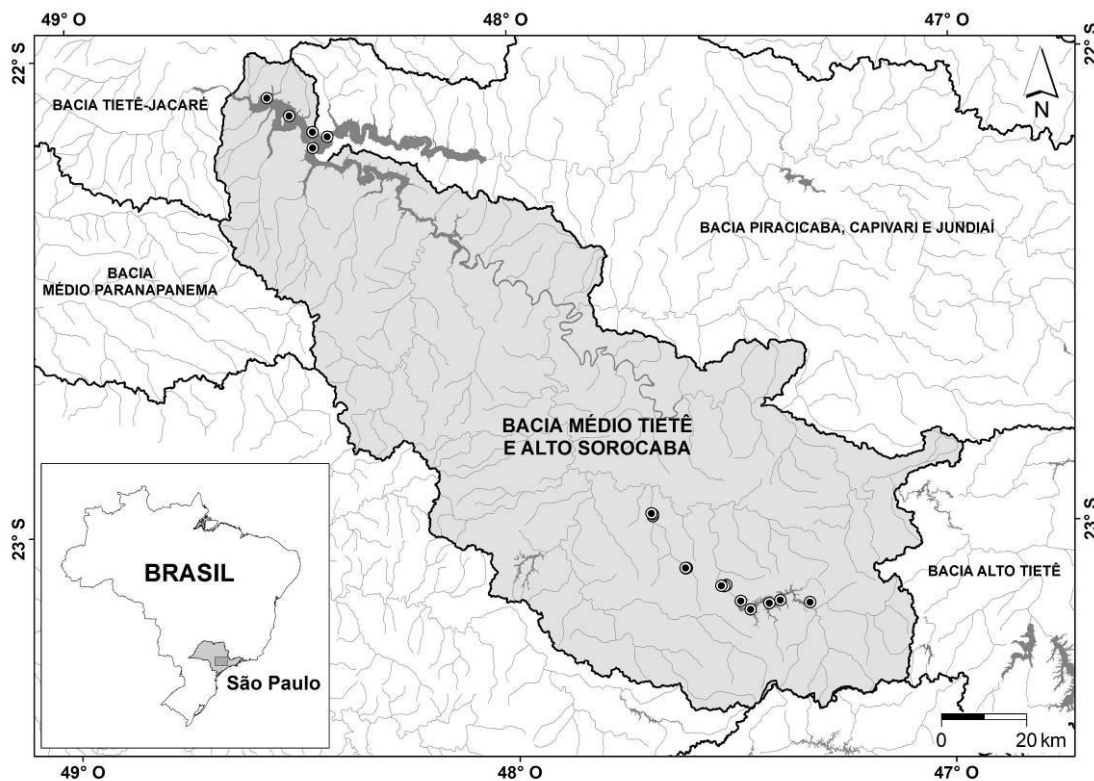 49° O
48° O
47° O
22° S
22° S
BACIA TIETÊ-JACARÉ
N
BACIA PIRACICABA, CAPIVARI E JUNDIAÍ
BACIA
MÉDIO PARANAPANEMA
BACIA MÉDIO TIETÊ
E ALTO SOROCABA
23° S
23° S
BACIA ALTO TIETÊ
BRASIL
São Paulo
0
20 km
49° O
48° O
47° O